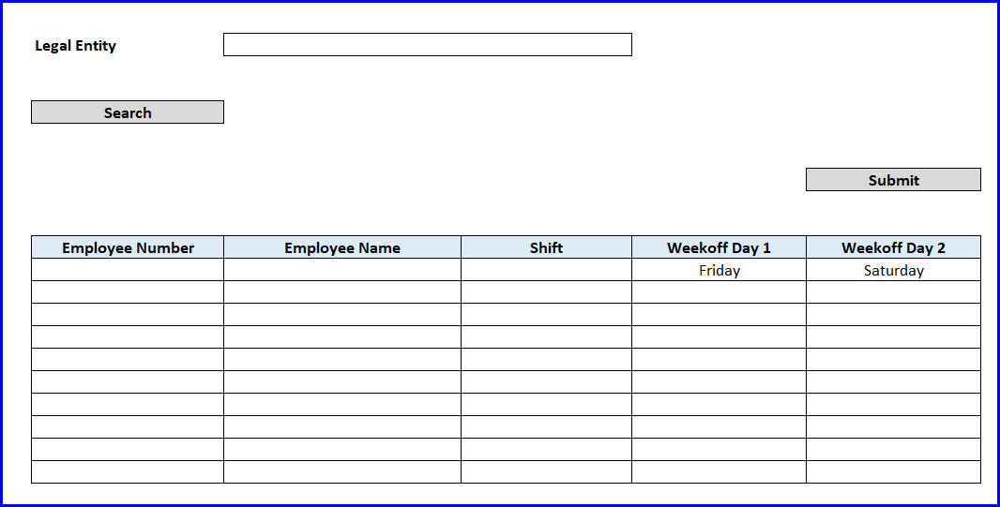 Legal Entity
Search
Submit
Employee Number Employee Name Shift Weekoff Day 1 Weekoff Day 2
Friday Saturday